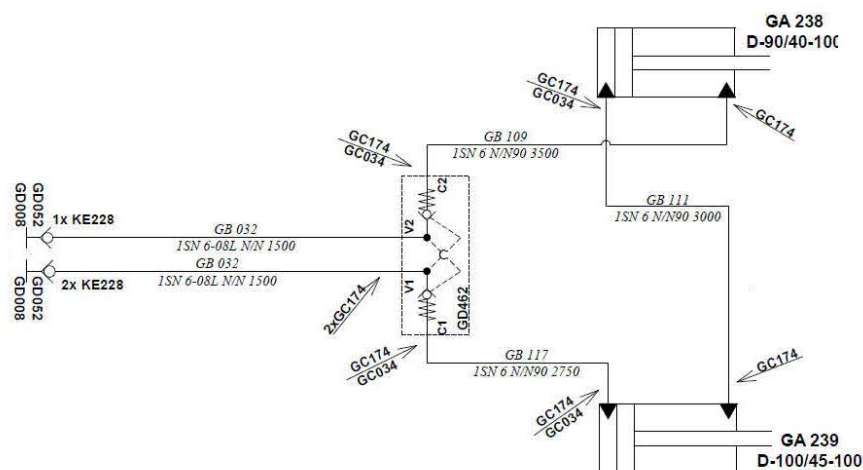 GA 238
D-90/40-100
GC174
GC034
GC174
GC174
GC034
GB 109
1SN 6 N/N90 3500
GB 111
1SN 6 N/N90 3000
C2
V2
GD052
GD008
1x KE228
GB 032
1SN 6-08L N/N 1500
GB 032
1SN 6-08L N/N 1500
GD052
GD008
2x KE228
2xGC174
V1
C1
GD462
GC174
GC034
GB 117
1SN 6 N/N90 2750
GC174
GC174
GC034
GA 239
D-100/45-100